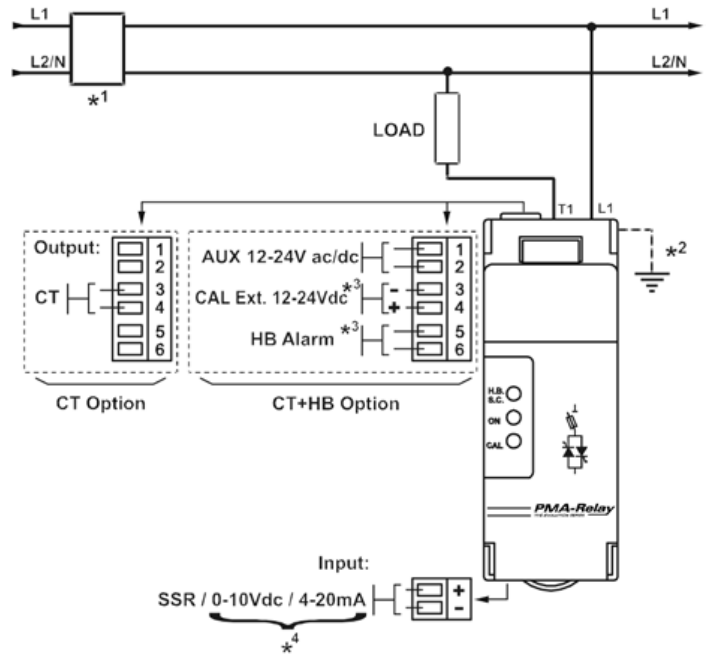 L1 L1
L2/N L2/N
*1
LOAD
T1 L1
*2
Output:
1
2
CT 3
4
5
6
CT Option
AUX 12-24V ac/dc 1
2
CAL Ext. 12-24Vdc *3 - 3
+ 4
HB Alarm *3 5
6
CT+HB Option
H.B.
S.C.
ON
CAL
PMA-Relay
Input:
SSR / 0-10Vdc / 4-20mA +
-
*4